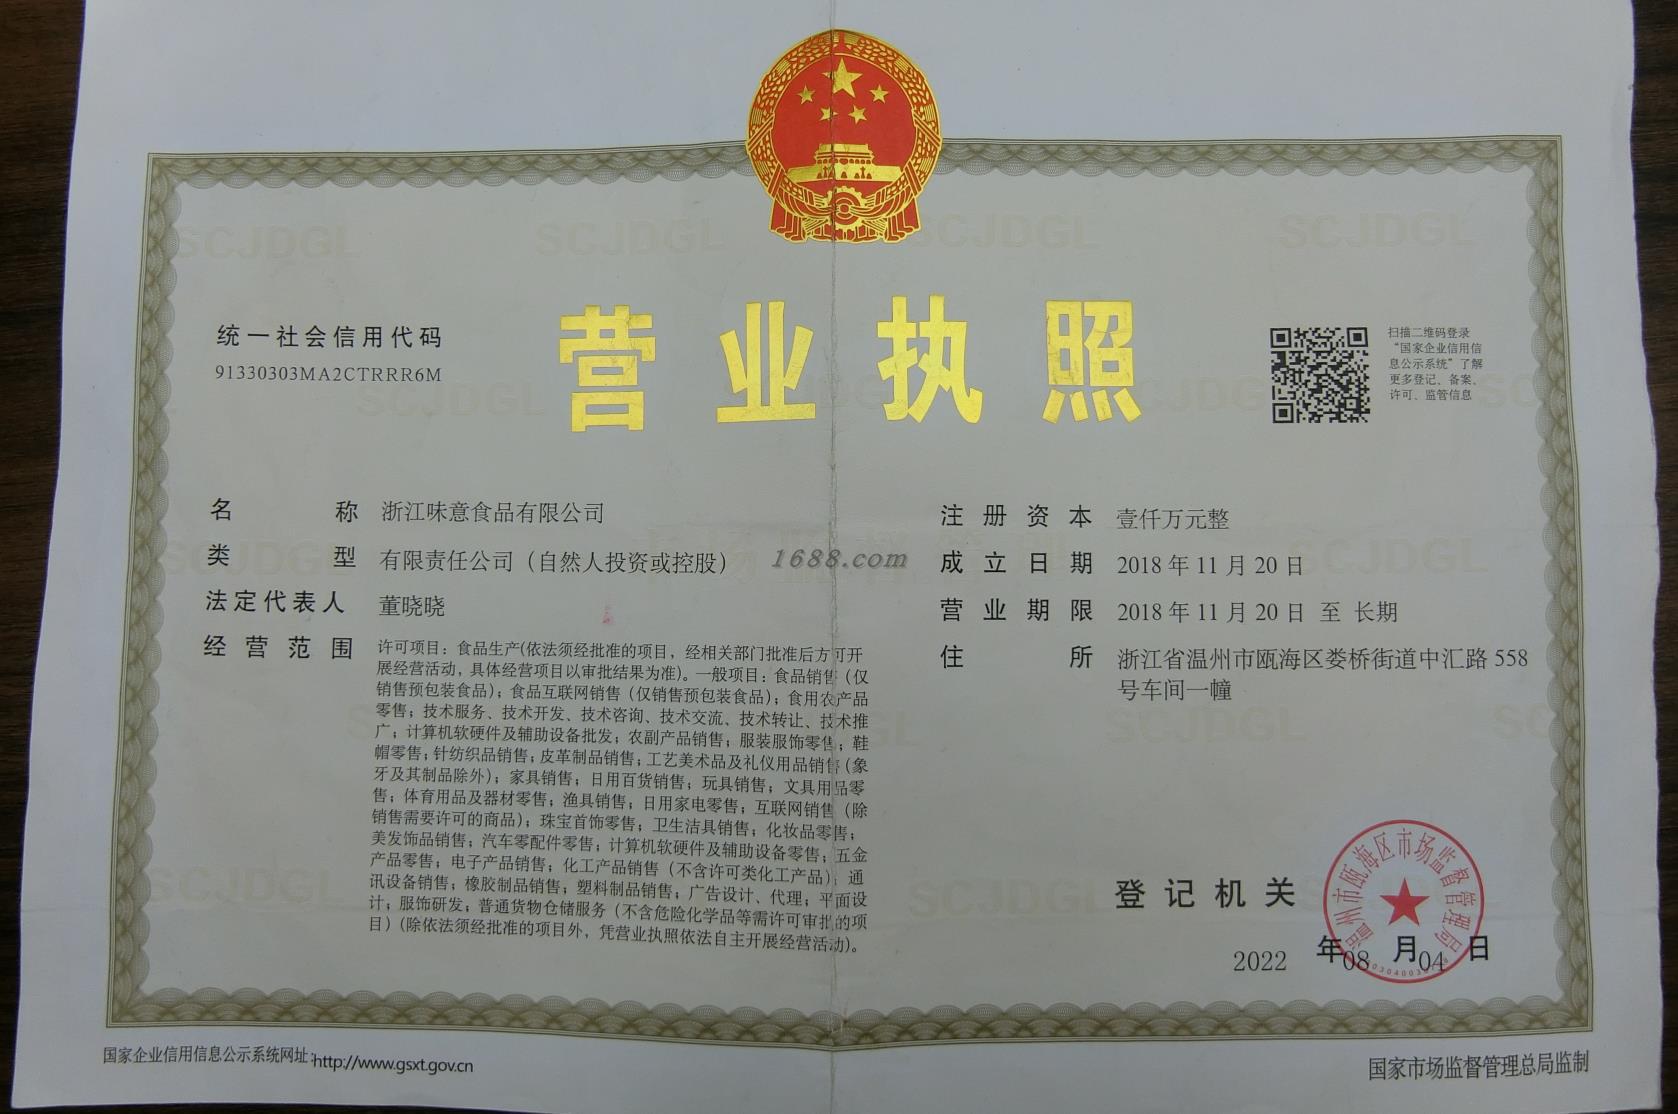 营业执照
统一社会信用代码
91330303MA2CTRRR6M
扫描二维码登录
“国家企业信用信
息公示系统”了解
更多登记、备案、
许可、监管信息
名称 浙江味意食品有限公司
类型 有限责任公司（自然人投资或控股）
法定代表人 董晓晓
经营范围 许可项目：食品生产(依法须经批准的项目，经相关部门批准后方可开
展经营活动，具体经营项目以审批结果为准)。一般项目：食品销售（仅
销售预包装食品）；食品互联网销售（仅销售预包装食品）；食用农产品
零售；技术服务、技术开发、技术咨询、技术交流、技术转让、技术推
广；计算机软硬件及辅助设备批发；农副产品销售；服装服饰零售；鞋
帽零售；针纺织品销售；皮革制品销售；工艺美术品及礼仪用品销售（象
牙及其制品除外）；家具销售；日用百货销售；玩具销售；文具用品零
售；体育用品及器材零售；渔具销售；日用家电零售；互联网销售（除
销售需要许可的商品）；珠宝首饰零售；卫生洁具销售；化妆品零售；
美发饰品销售；汽车零配件零售；计算机软硬件及辅助设备零售；五金
产品零售；电子产品销售；化工产品销售（不含许可类化工产品）；通
讯设备销售；橡胶制品销售；塑料制品销售；广告设计、代理；平面设
计；服饰研发；普通货物仓储服务（不含危险化学品等需许可审批的项
目）(除依法须经批准的项目外，凭营业执照依法自主开展经营活动)。
注册资本 壹仟万元整
成立日期 2018年11月20日
营业期限 2018年11月20日 至 长期
住所 浙江省温州市瓯海区娄桥街道中汇路558
号车间一幢
1688.com
登记机关
温州市瓯海区市场监督管理局
2022年08月04日
国家企业信用信息公示系统网址:http://www.gsxt.gov.cn
国家市场监督管理总局监制
SCJDGL